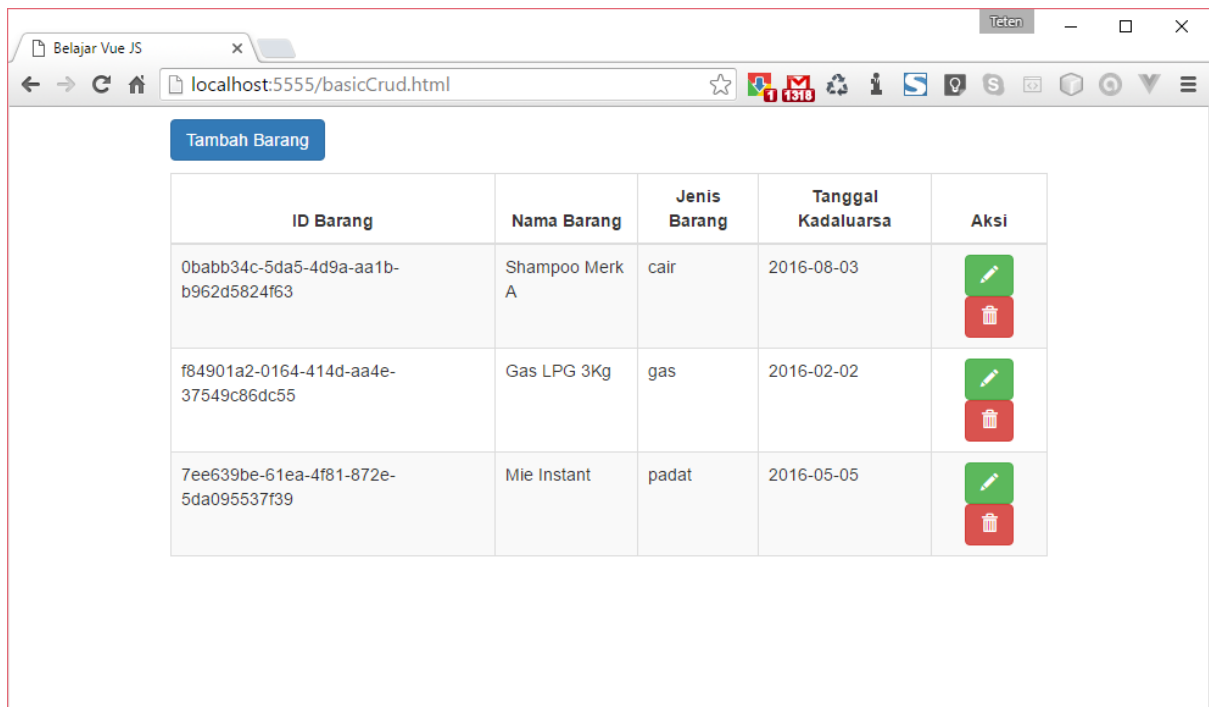 Teten
Belajar Vue JS
localhost:5555/basicCrud.html
1
1318
Tambah Barang
ID Barang
Nama Barang
Jenis
Barang
Tanggal
Kadaluarsa
Aksi
0babb34c-5da5-4d9a-aa1b-
b962d5824f63
Shampoo Merk
A
cair
2016-08-03
f84901a2-0164-414d-aa4e-
37549c86dc55
Gas LPG 3Kg
gas
2016-02-02
7ee639be-61ea-4f81-872e-
5da095537f39
Mie Instant
padat
2016-05-05